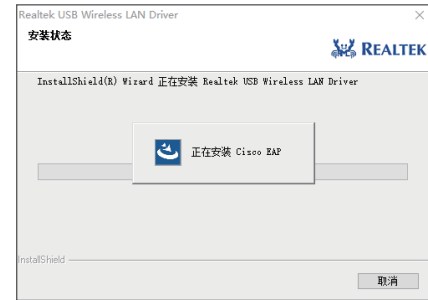 Realtek USB Wireless LAN Driver
安装状态
REALTEK
InstallShield(R) Wizard 正在安装 Realtek USB Wireless LAN Driver
正在安装 Cisco EAP
InstallShield
取消